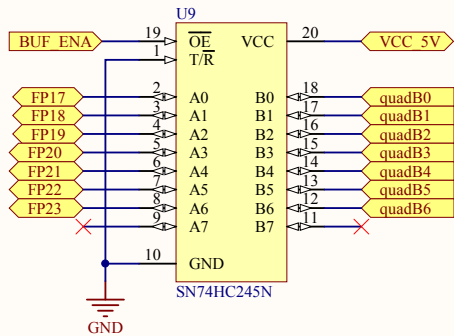 U9
BUF_ENA 19 OE VCC 20 VCC_5V
1 T/R
FP17 2 A0 B0 18 quadB0
FP18 3 A1 B1 17 quadB1
FP19 4 A2 B2 16 quadB2
FP20 5 A3 B3 15 quadB3
FP21 6 A4 B4 14 quadB4
FP22 7 A5 B5 13 quadB5
FP23 8 A6 B6 12 quadB6
9 A7 B7 11
10 GND
SN74HC245N
GND